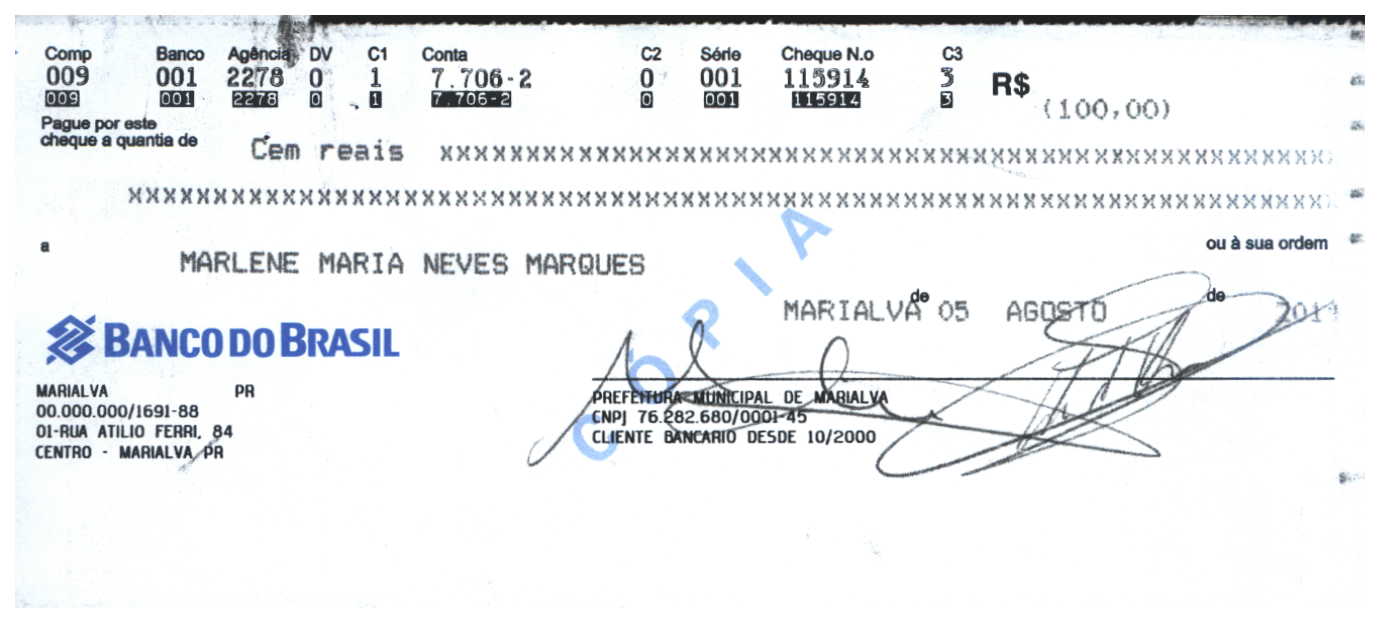 Comp Banco Agência DV C1 Conta C2 Série Cheque N.o C3
009 001 2278 0 1 7.706-2 0 001 115914 3 R$
009 001 2278 0 1 7.706-2 0 001 115914 3
(100,00)
Pague por este
cheque a quantia de Cem reais XXXXXXXXXXXXXXXXXXXXXXXXXXXXXXXXXXXXXXXXXXXXXXXXXXX
XXXXXXXXXXXXXXXXXXXXXXXXXXXXXXXXXXXXXXXXXXXXXXXXXXXXXXXXXXXXXXXXXXXX
a MARLENE MARIA NEVES MARQUES ou à sua ordem
MARIALVA de 05 AGOSTO de
BANCO DO BRASIL
CÓPIA
MARIALVA PR
00.000.000/1691-88
01-RUA ATILIO FERRI, 84
CENTRO - MARIALVA PR
PREFEITURA MUNICIPAL DE MARIALVA
CNPJ 76.282.680/0001-45
CLIENTE BANCARIO DESDE 10/2000